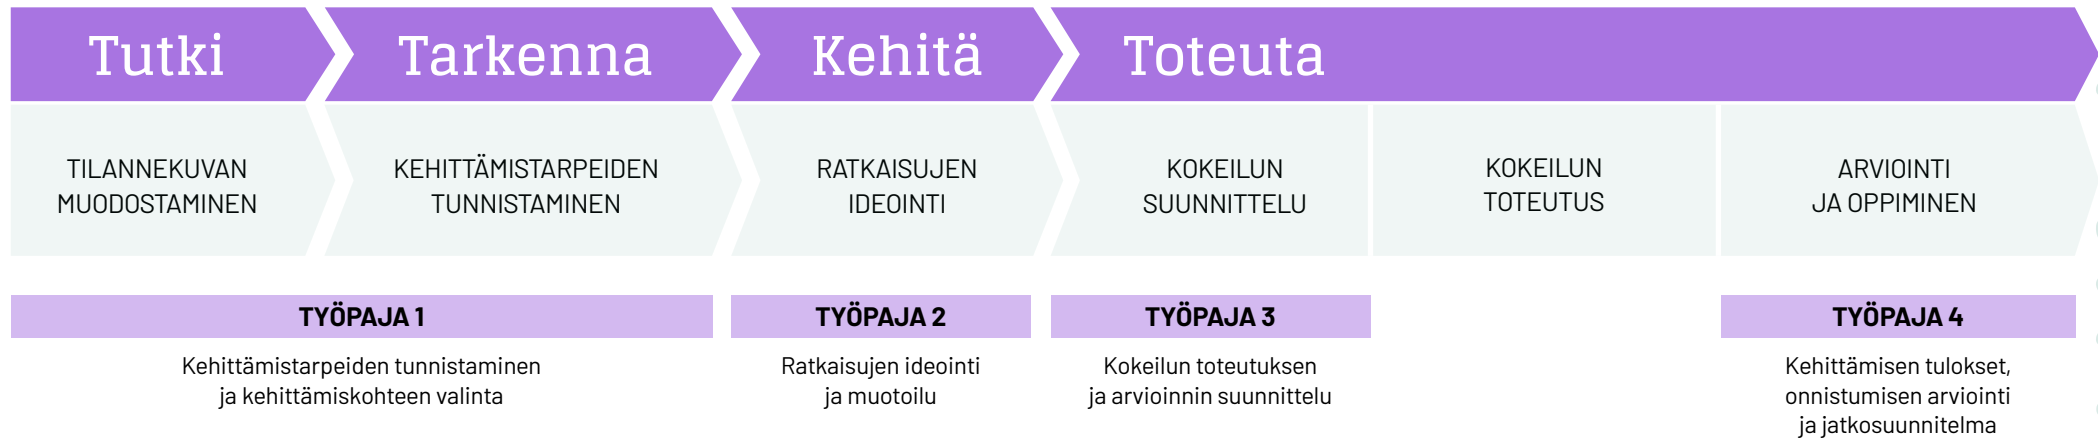 Tutki
Tarkenna
Kehitä
Toteuta
TILANNEKUVAN
MUODOSTAMINEN
KEHITTÄMISTARPEIDEN
TUNNISTAMINEN
RATKAISUJEN
IDEOINTI
KOKEILUN
SUUNNITTELU
KOKEILUN
TOTEUTUS
ARVIOINTI
JA OPPIMINEN
TYÖPAJA 1
Kehittämistarpeiden tunnistaminen
ja kehittämiskohteen valinta
TYÖPAJA 2
Ratkaisujen ideointi
ja muotoilu
TYÖPAJA 3
Kokeilun toteutuksen
ja arvioinnin suunnittelu
TYÖPAJA 4
Kehittämisen tulokset,
onnistumisen arviointi
ja jatkosuunnitelma